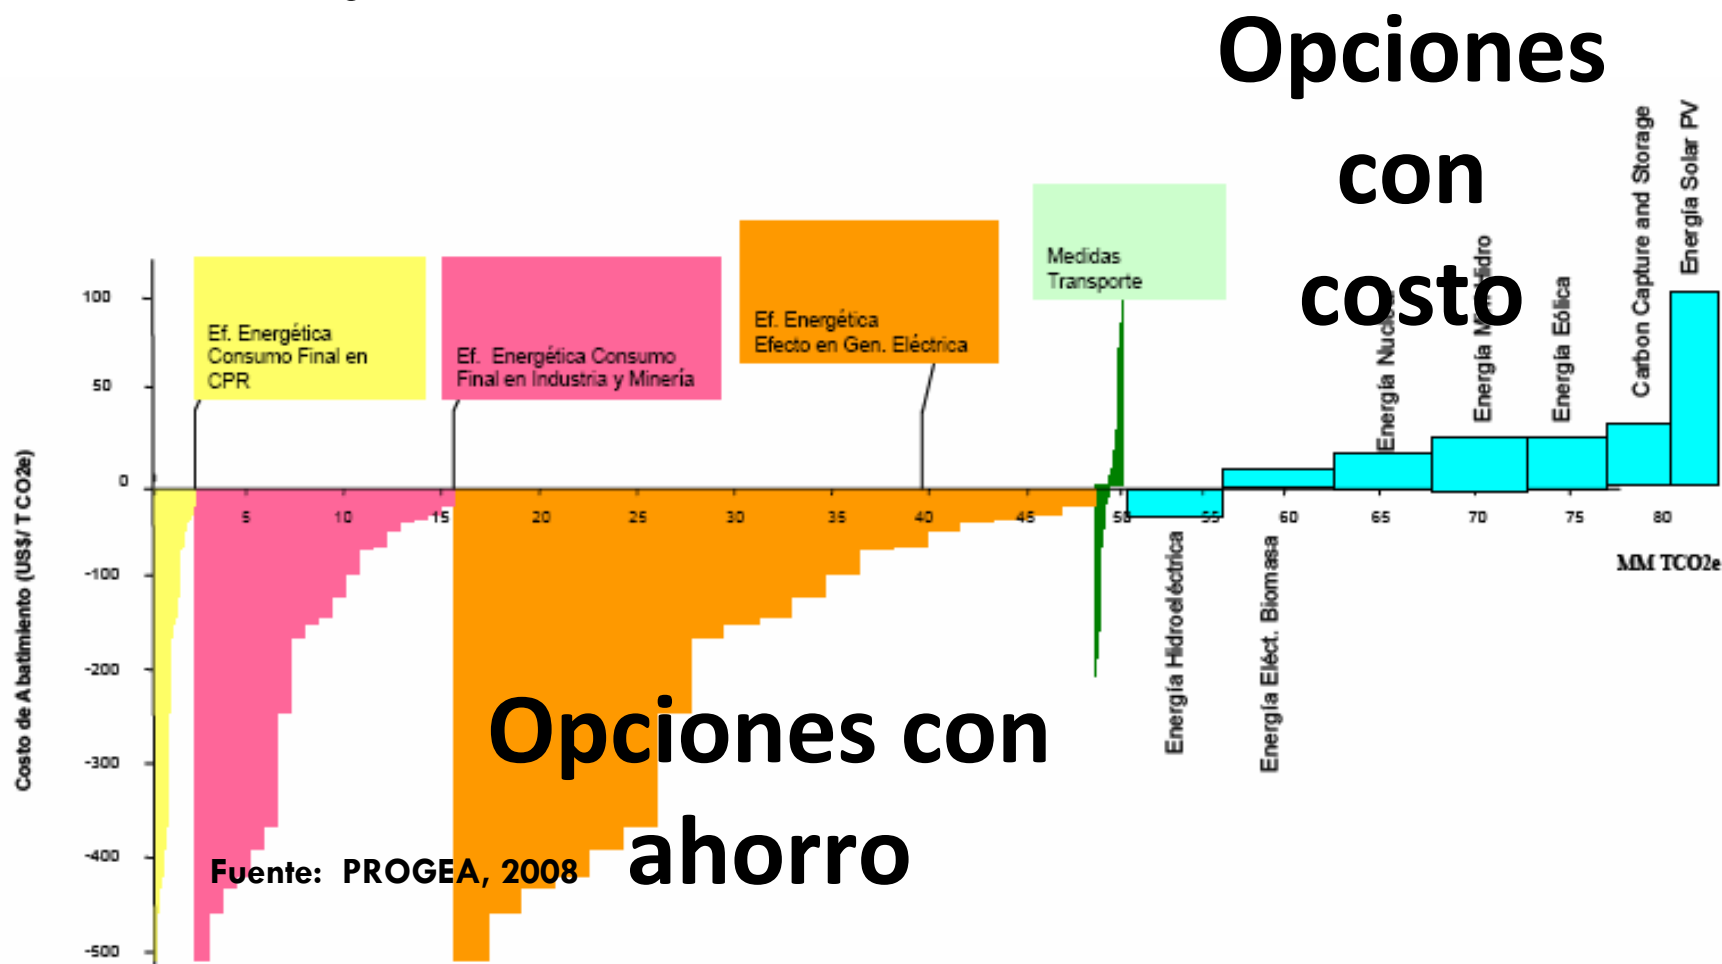 Opciones
con
costo
Ef. Energética
Consumo Final en
CPR
Ef. Energética Consumo
Final en Industria y Minería
Ef. Energética
Efecto en Gen. Eléctrica
Medidas
Transporte
Energía Hidroeléctrica
Energía Eléct. Biomasa
Energía
Energía
Energía Eólica
Carbon Capture and Storage
Energía Solar PV
Costo de Abatimiento (US$/ TCO2e)
100
50
0
-100
-200
-300
-400
-500
5
10
15
20
25
30
35
40
45
50
55
60
65
70
75
80
MM TCO2e
Opciones con
ahorro
Fuente: PROGEA, 2008